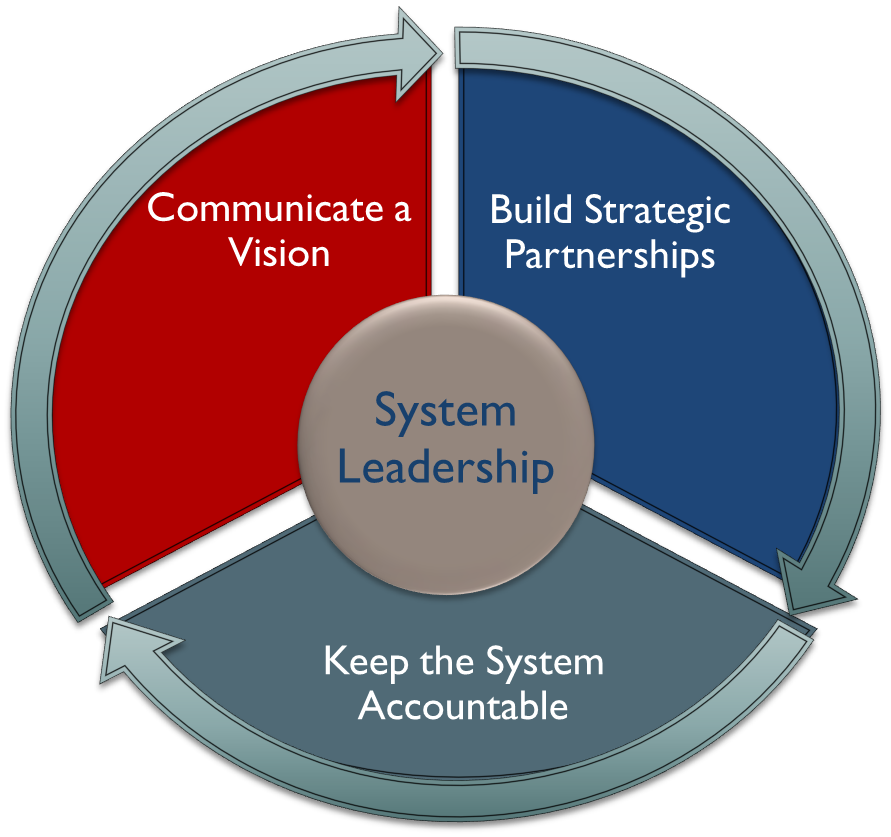 Communicate a
Vision
Build Strategic
Partnerships
System
Leadership
Keep the System
Accountable